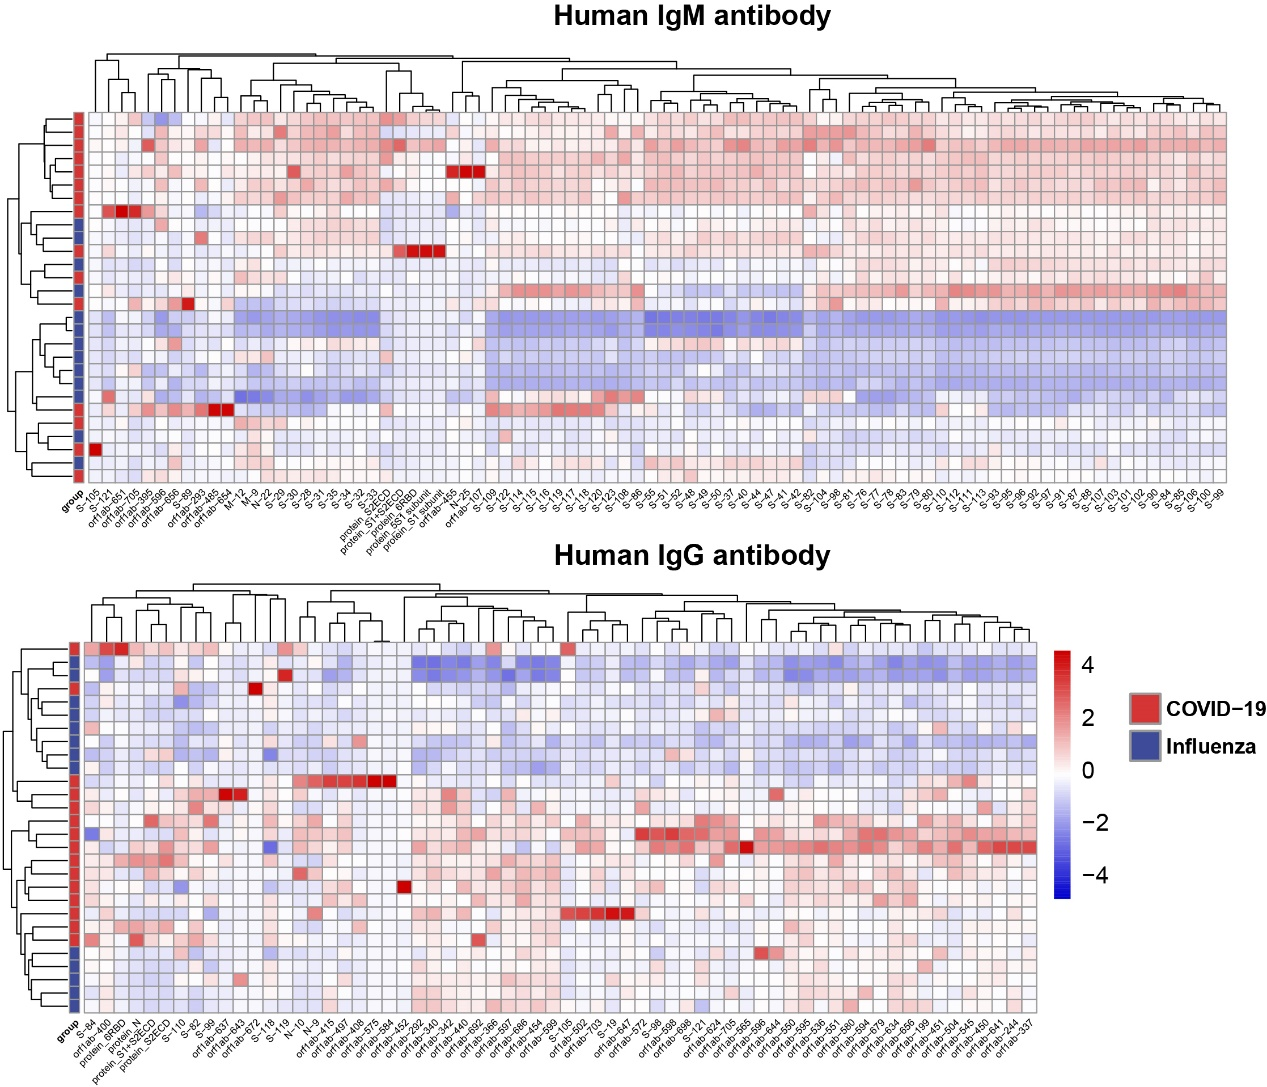 Human IgM antibody
group
S-105
S-121
orf1ab-651
orf1ab-705
orf1ab-395
orf1ab-596
orf1ab-656
S-89
orf1ab-293
orf1ab-485
orf1ab-654
M-12
M-9
N-22
S-29
S-30
S-28
S-31
S-35
S-34
S-32
S-33
protein_S2ECD
protein_S1+S2ECD
protein_6RBD
protein_5S1 subunit
protein_S1 subunit
orf1ab-455
N-25
orf1ab-107
S-109
S-122
S-114
S-115
S-116
S-119
S-117
S-118
S-120
S-123
S-108
S-86
S-55
S-51
S-52
S-48
S-49
S-50
S-37
S-40
S-44
S-47
S-41
S-42
S-82
S-104
S-98
S-81
S-76
S-77
S-78
S-83
S-79
S-80
S-110
S-112
S-111
S-113
S-93
S-95
S-96
S-92
S-97
S-91
S-87
S-88
S-107
S-103
S-101
S-102
S-90
S-84
S-85
S-106
S-100
S-99
Human IgG antibody
group
S-84
orf1ab-400
protein_6RBD
protein_N
protein_S1+S2ECD
protein_S2ECD
S-110
S-82
S-99
orf1ab-637
orf1ab-643
orf1ab-672
S-118
S-119
N-10
N-9
orf1ab-415
orf1ab-497
orf1ab-408
orf1ab-575
orf1ab-584
orf1ab-452
orf1ab-292
orf1ab-340
orf1ab-342
orf1ab-440
orf1ab-692
orf1ab-366
orf1ab-597
orf1ab-686
orf1ab-454
orf1ab-599
S-105
orf1ab-502
orf1ab-703
S-19
orf1ab-647
orf1ab-572
S-98
orf1ab-598
orf1ab-698
S-121
orf1ab-624
orf1ab-705
orf1ab-565
orf1ab-596
orf1ab-644
orf1ab-550
orf1ab-595
orf1ab-536
orf1ab-551
orf1ab-580
orf1ab-594
orf1ab-679
orf1ab-634
orf1ab-656
orf1ab-199
orf1ab-451
orf1ab-504
orf1ab-545
orf1ab-450
orf1ab-641
orf1ab-244
orf1ab-337
4
2
0
−2
−4
COVID−19
Influenza